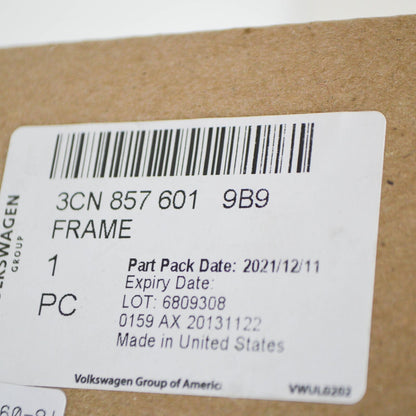 3CN 857 601 9B9
FRAME
1
PC
Part Pack Date: 2021/12/11
Expiry Date:
LOT: 6809308
0159 AX 20131122
Made in United States
Volkswagen Group of America
VWUL0202
VOLKSWAGEN
GROUP